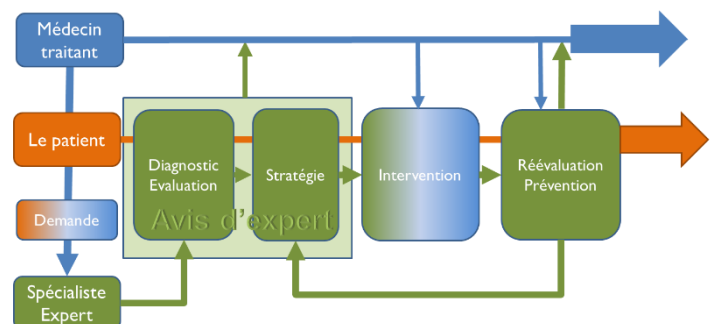 Médecin
traitant
Le patient
Demande
Spécialiste
Expert
Diagnostic
Evaluation
Stratégie
Avis d'expert
Intervention
Réévaluation
Prévention